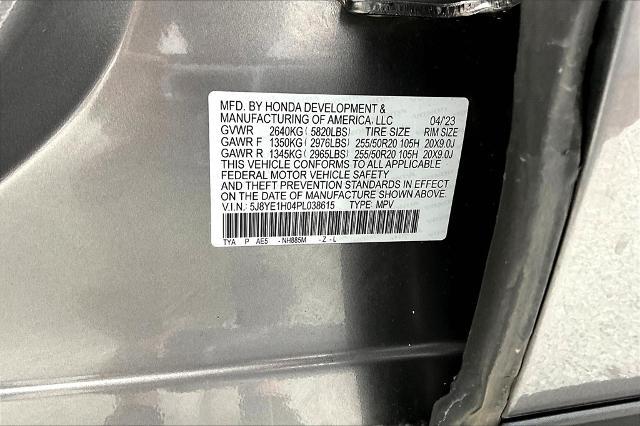 MFD. BY HONDA DEVELOPMENT &
MANUFACTURING OF AMERICA, LLC 04/23
GVWR 2640KG ( 5820LBS) TIRE SIZE RIM SIZE
GAWR F 1350KG ( 2976LBS) 255/50R20 105H 20X9.0J
GAWR R 1345KG ( 2965LBS) 255/50R20 105H 20X9.0J
THIS VEHICLE CONFORMS TO ALL APPLICABLE
FEDERAL MOTOR VEHICLE SAFETY
AND THEFT PREVENTION STANDARDS IN EFFECT
ON THE DATE OF MANUFACTURE SHOWN ABOVE.
V.I.N.: 5J8YE1H04PL038615 TYPE: MPV
TYA P AE5 - NH885M - Z - L